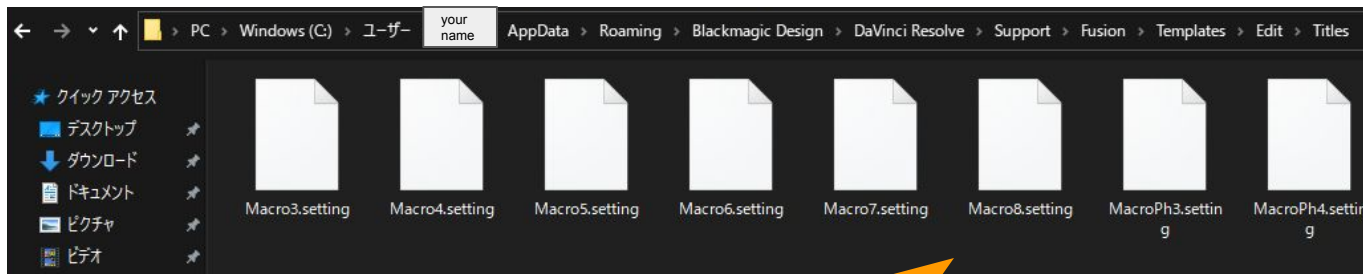 PC > Windows (C:) > ユーザー your name AppData > Roaming > Blackmagic Design > DaVinci Resolve > Support > Fusion > Templates > Edit > Titles
クイック アクセス
デスクトップ
ダウンロード
ドキュメント
ピクチャ
ビデオ
Macro3.setting
Macro4.setting
Macro5.setting
Macro6.setting
Macro7.setting
Macro8.setting
MacroPh3.settin
g
MacroPh4.settin
g